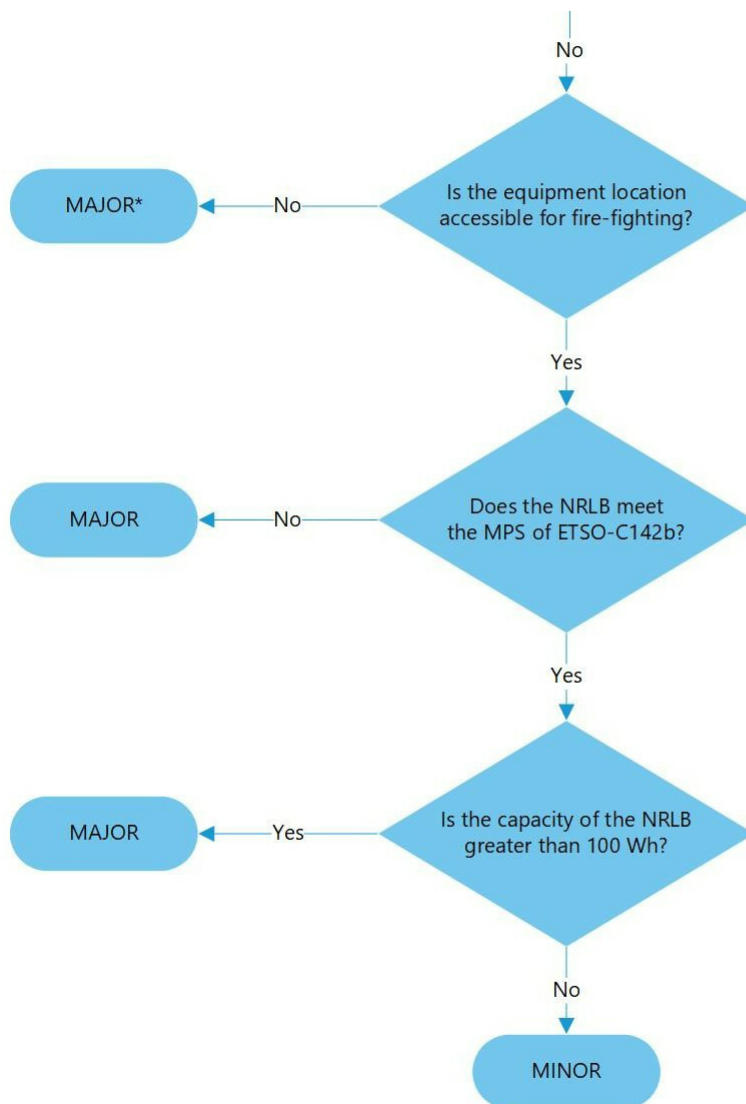 No
Is the equipment location
accessible for fire-fighting?
No
MAJOR*
Yes
Does the NRLB meet
the MPS of ETSO-C142b?
No
MAJOR
Yes
Is the capacity of the NRLB
greater than 100 Wh?
Yes
MAJOR
No
MINOR